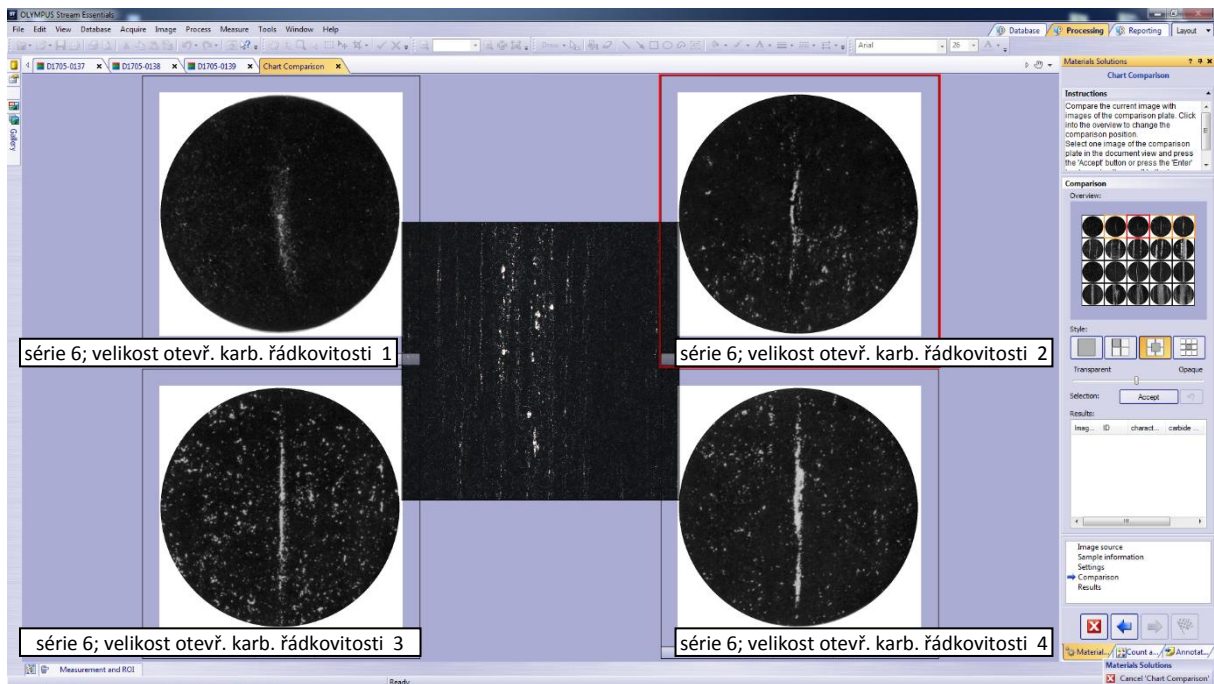 OLYMPUS Stream Essentials
File Edit View Database Acquire Image Process Measure Tools Window Help
Database Processing Reporting Layout
Arial 26
D1705-0137 D1705-0138 D1705-0139 Chart Comparison
Gallery
série 6; velikost otevř. karb. řádkovitosti 1
série 6; velikost otevř. karb. řádkovitosti 2
série 6; velikost otevř. karb. řádkovitosti 3
série 6; velikost otevř. karb. řádkovitosti 4
Materials Solutions
Chart Comparison
Instructions
Compare the current image with
images of the comparison plate. Click
into the overview to change the
comparison position.
Select one image of the comparison
plate in the document view and press
the 'Accept' button or press the 'Enter'
Comparison
Overview:
Style:
Transparent Opaque
Selection: Accept
Results:
Imag... ID charact... carbide ...
Image source
Sample information
Settings
Comparison
Results
Material... Count a... Annotat...
Materials Solutions
Cancel 'Chart Comparison'
Measurement and ROI
Ready